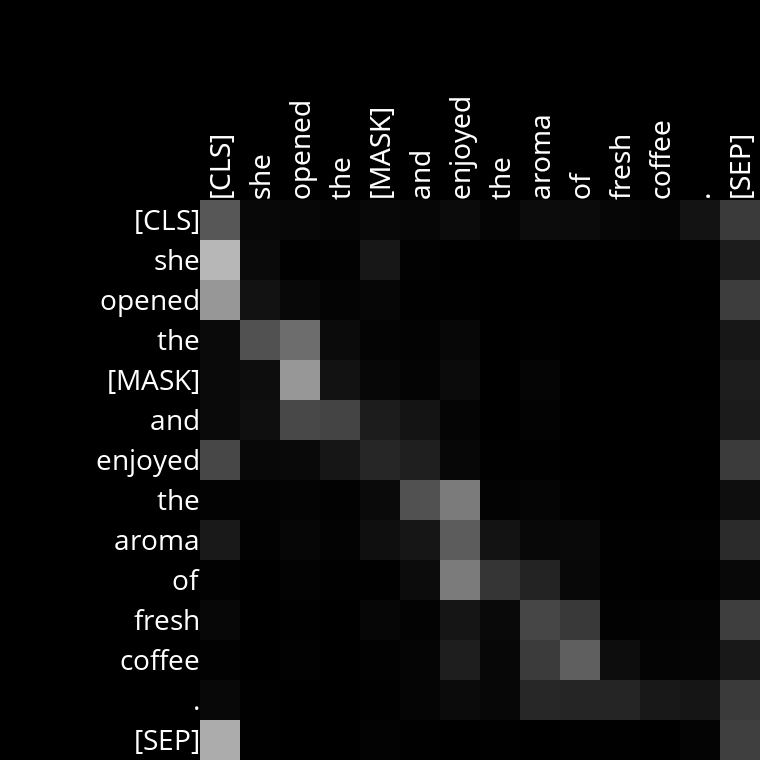 [CLS] she opened the [MASK] and enjoyed the aroma of fresh coffee . [SEP]
[CLS]
she
opened
the
[MASK]
and
enjoyed
the
aroma
of
fresh
coffee
.
[SEP]